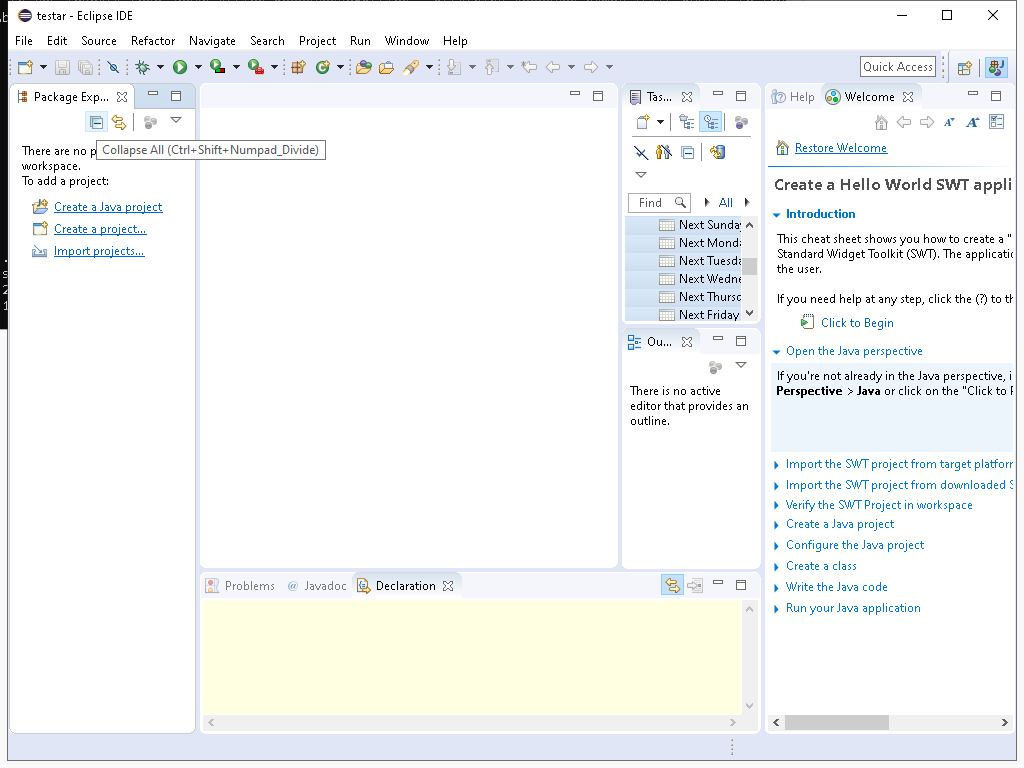 testar - Eclipse IDE
File Edit Source Refactor Navigate Search Project Run Window Help
Quick Access
Package Exp...
There are no p
workspace.
To add a project:
Collapse All (Ctrl+Shift+Numpad_Divide)
Create a Java project
Create a project...
Import projects...
Tas...
Find
All
Next Sunday
Next Monda
Next Tuesda
Next Wedne
Next Thursd
Next Friday
Ou...
There is no active
editor that provides an
outline.
Problems @ Javadoc Declaration
Help Welcome
Restore Welcome
Create a Hello World SWT appli
Introduction
This cheat sheet shows you how to create a "
Standard Widget Toolkit (SWT). The applicatio
the user.
If you need help at any step, click the (?) to th
Click to Begin
Open the Java perspective
If you're not already in the Java perspective, i
Perspective > Java or click on the "Click to P
Import the SWT project from target platform
Import the SWT project from downloaded S
Verify the SWT Project in workspace
Create a Java project
Configure the Java project
Create a class
Write the Java code
Run your Java application